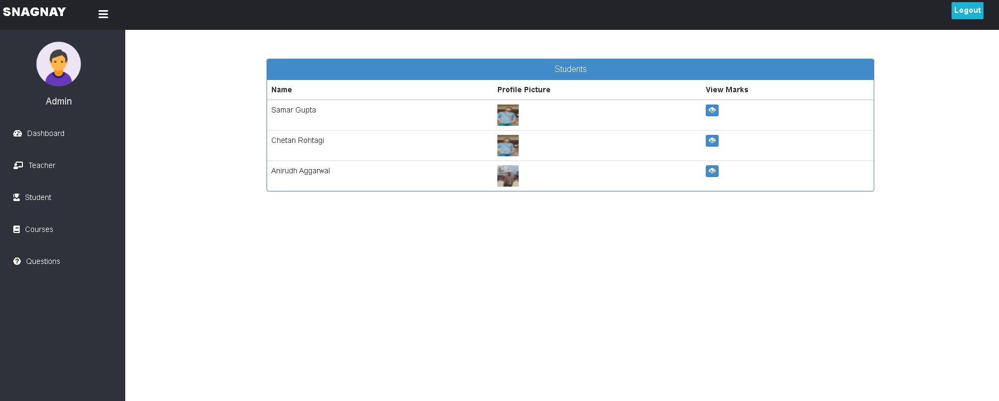 SNAGNAY
Logout
Admin
Dashboard
Teacher
Student
Courses
Questions
Students
Name Profile Picture View Marks
Samar Gupta
Chetan Rohtagi
Anirudh Aggarwal